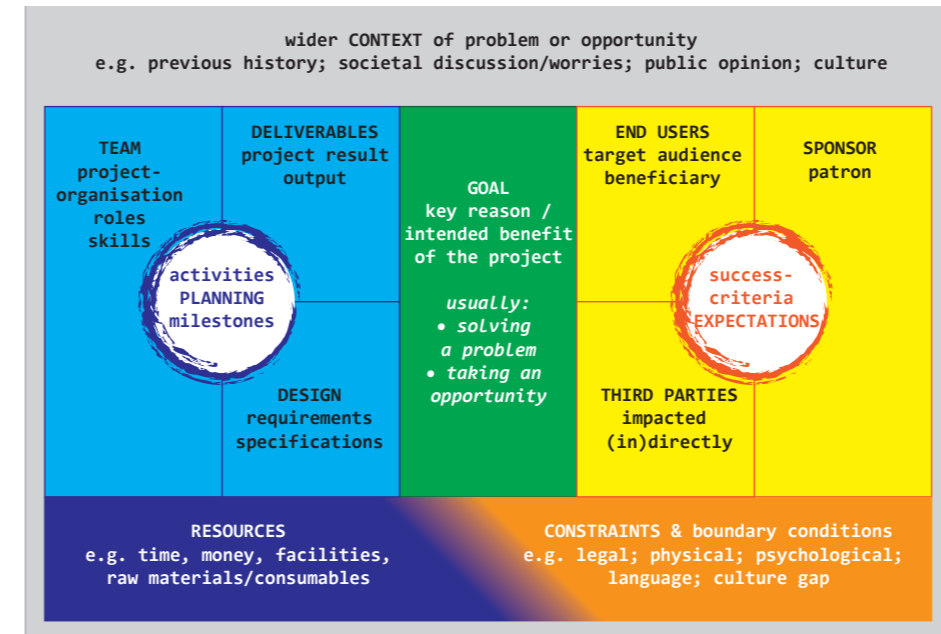 wider CONTEXT of problem or opportunity
e.g. previous history; societal discussion/worries; public opinion; culture
TEAM
project-
organisation
roles
skills
DELIVERABLES
project result
output
activities
PLANNING
milestones
DESIGN
requirements
specifications
GOAL
key reason /
intended benefit
of the project
usually:
• solving
a problem
• taking an
opportunity
END USERS
target audience
beneficiary
SPONSOR
patron
success-
criteria
EXPECTATIONS
THIRD PARTIES
impacted
(in)directly
RESOURCES
e.g. time, money, facilities,
raw materials/consumables
CONSTRAINTS & boundary conditions
e.g. legal; physical; psychological;
language; culture gap